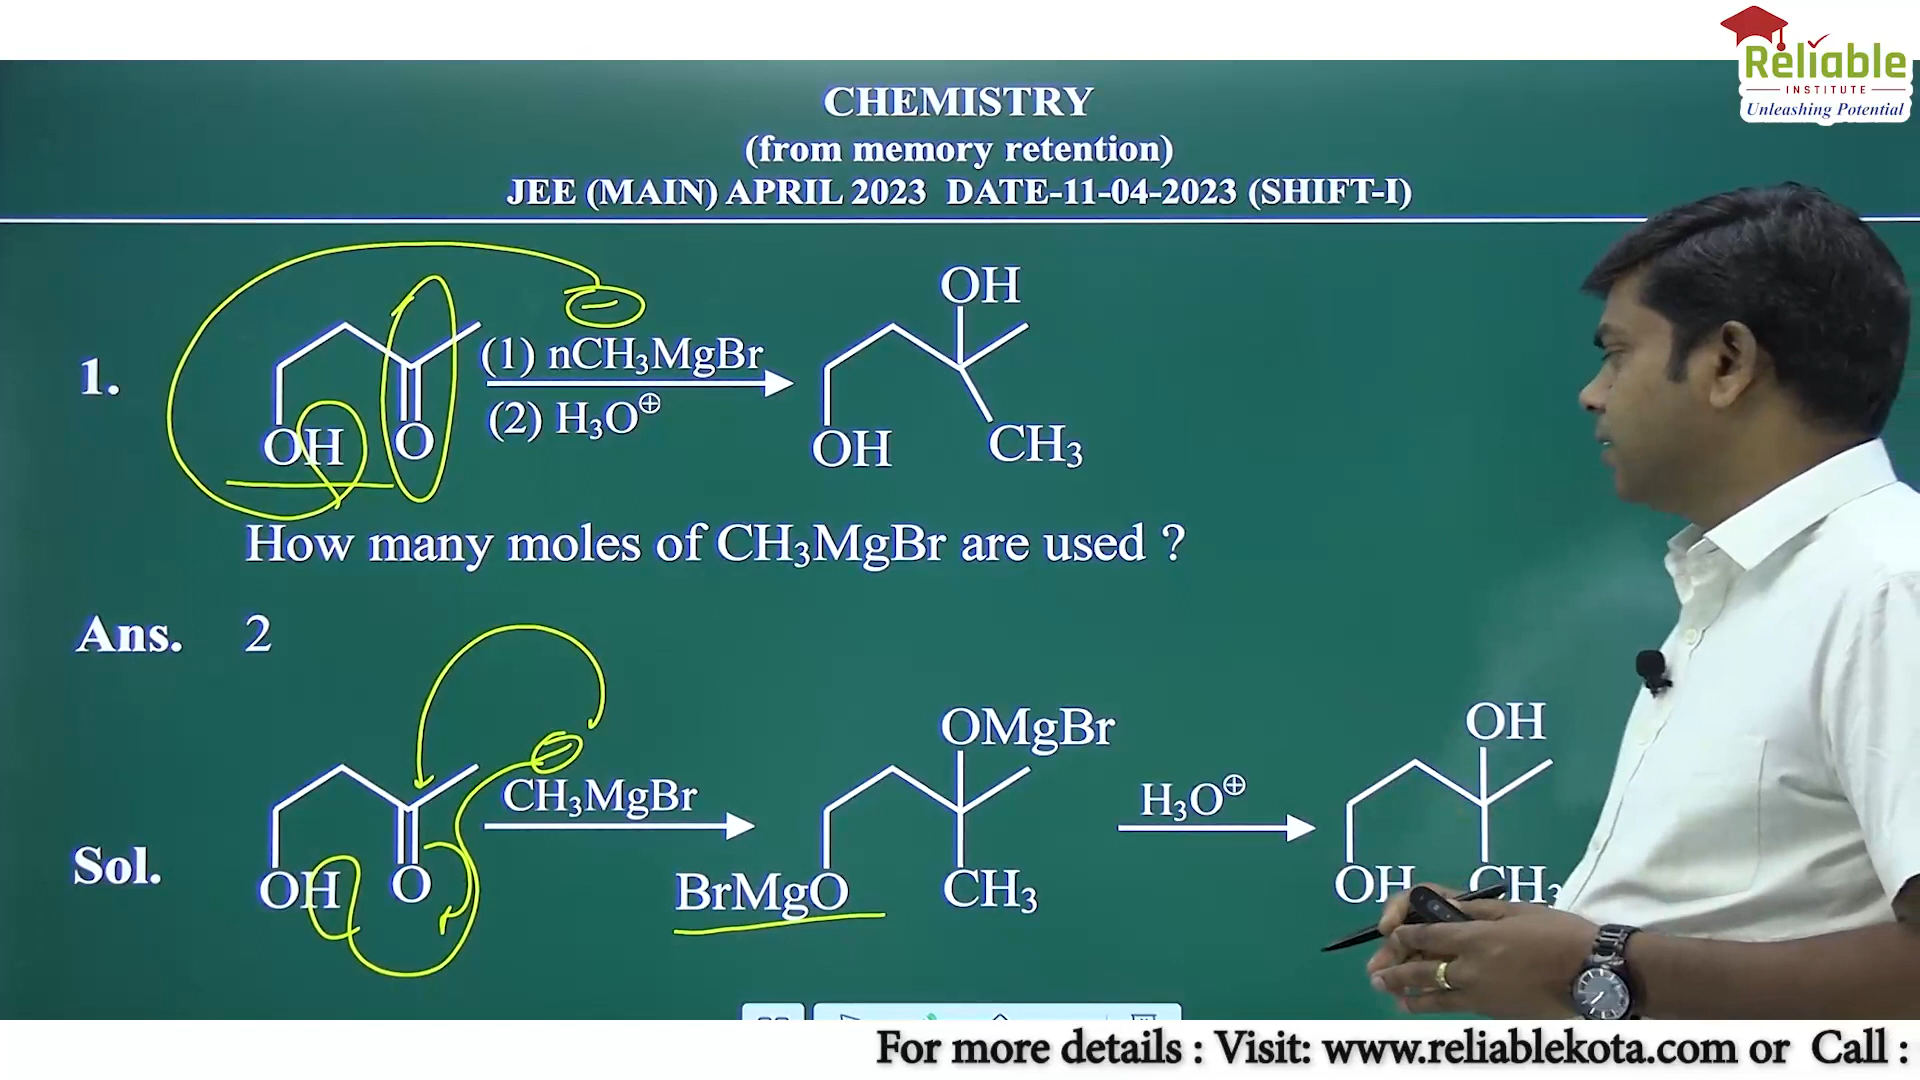 Reliable
INSTITUTE
Unleashing Potential
CHEMISTRY
(from memory retention)
JEE (MAIN) APRIL 2023 DATE-11-04-2023 (SHIFT-I)
1.
OH O
(1) nCH₃MgBr
(2) H₃O⊕
OH
OH CH₃
How many moles of CH₃MgBr are used ?
Ans. 2
Sol.
OH O
CH₃MgBr
OMgBr
BrMgO CH₃
H₃O⊕
OH
OH CH₃
For more details : Visit: www.reliablekota.com or Call :